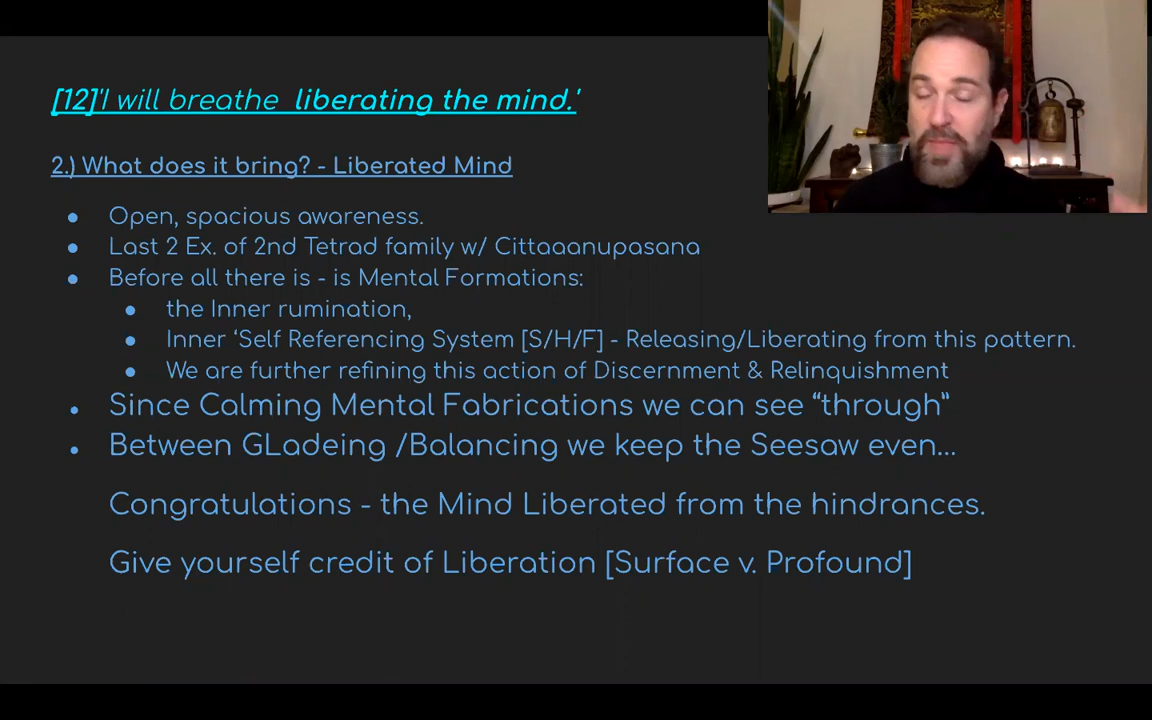 [12]'I will breathe liberating the mind.'
2.) What does it bring? - Liberated Mind
● Open, spacious awareness.
● Last 2 Ex. of 2nd Tetrad family w/ Cittaaanupasana
● Before all there is - is Mental Formations:
● the Inner rumination,
● Inner ‘Self Referencing System [S/H/F] - Releasing/Liberating from this pattern.
● We are further refining this action of Discernment & Relinquishment
● Since Calming Mental Fabrications we can see “through”
● Between GLadeing /Balancing we keep the Seesaw even...
Congratulations - the Mind Liberated from the hindrances.
Give yourself credit of Liberation [Surface v. Profound]